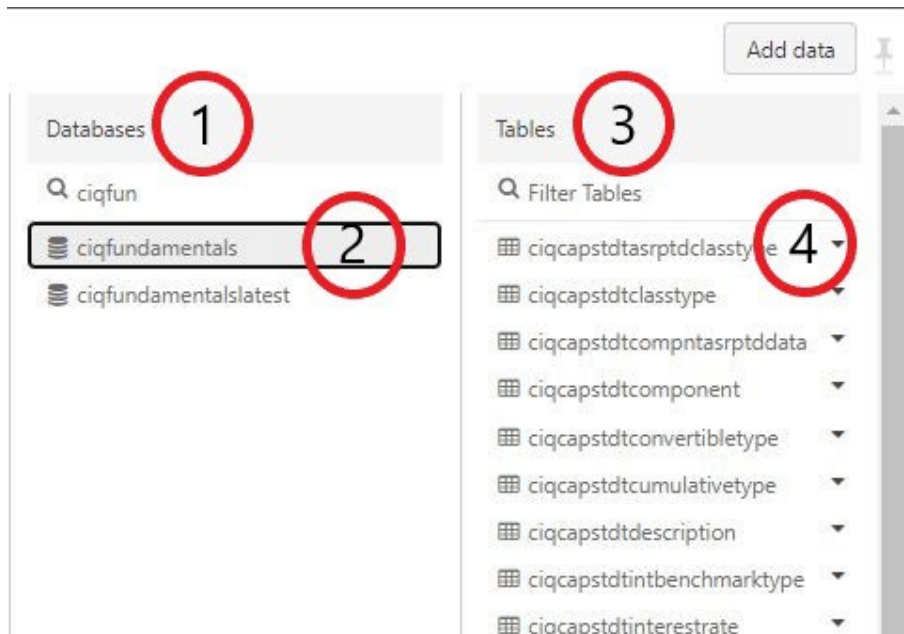 Add data
Databases 1
ciqfun
ciqfundamentals 2
ciqfundamentalslatest
Tables 3
Filter Tables
ciqcapstdtasrptdclasstype 4
ciqcapstdtclasstype
ciqcapstdtcompntasrptddata
ciqcapstdtcomponent
ciqcapstdtconvertibletype
ciqcapstdtcumulativetype
ciqcapstdtdescription
ciqcapstdtintbenchmarktype
ciqcapstdtinterestrate